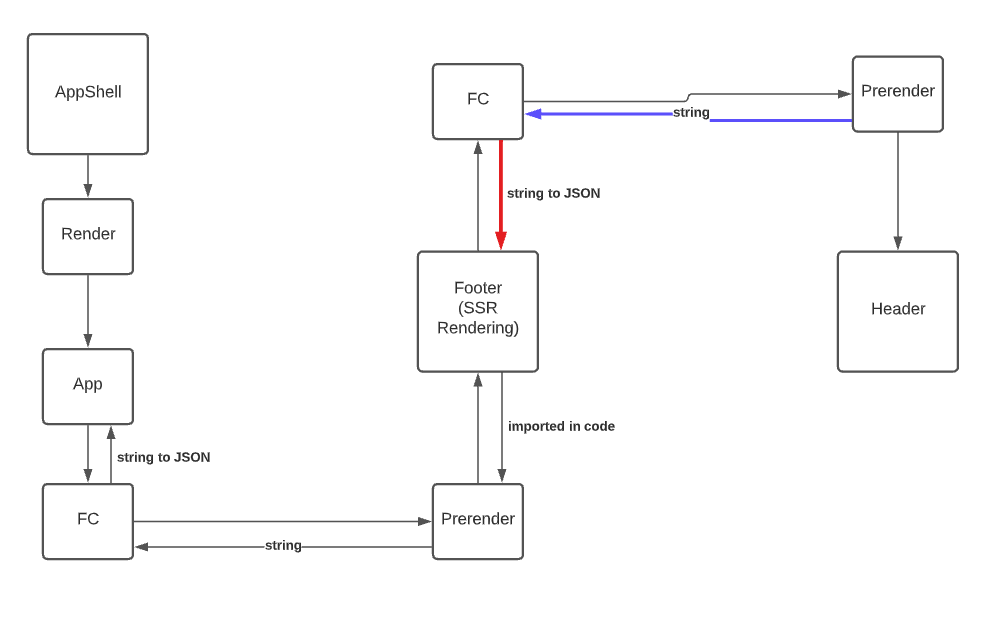 AppShell
Render
App
string to JSON
FC
string
Prerender
imported in code
Footer
(SSR
Rendering)
string to JSON
FC
string
Prerender
Header